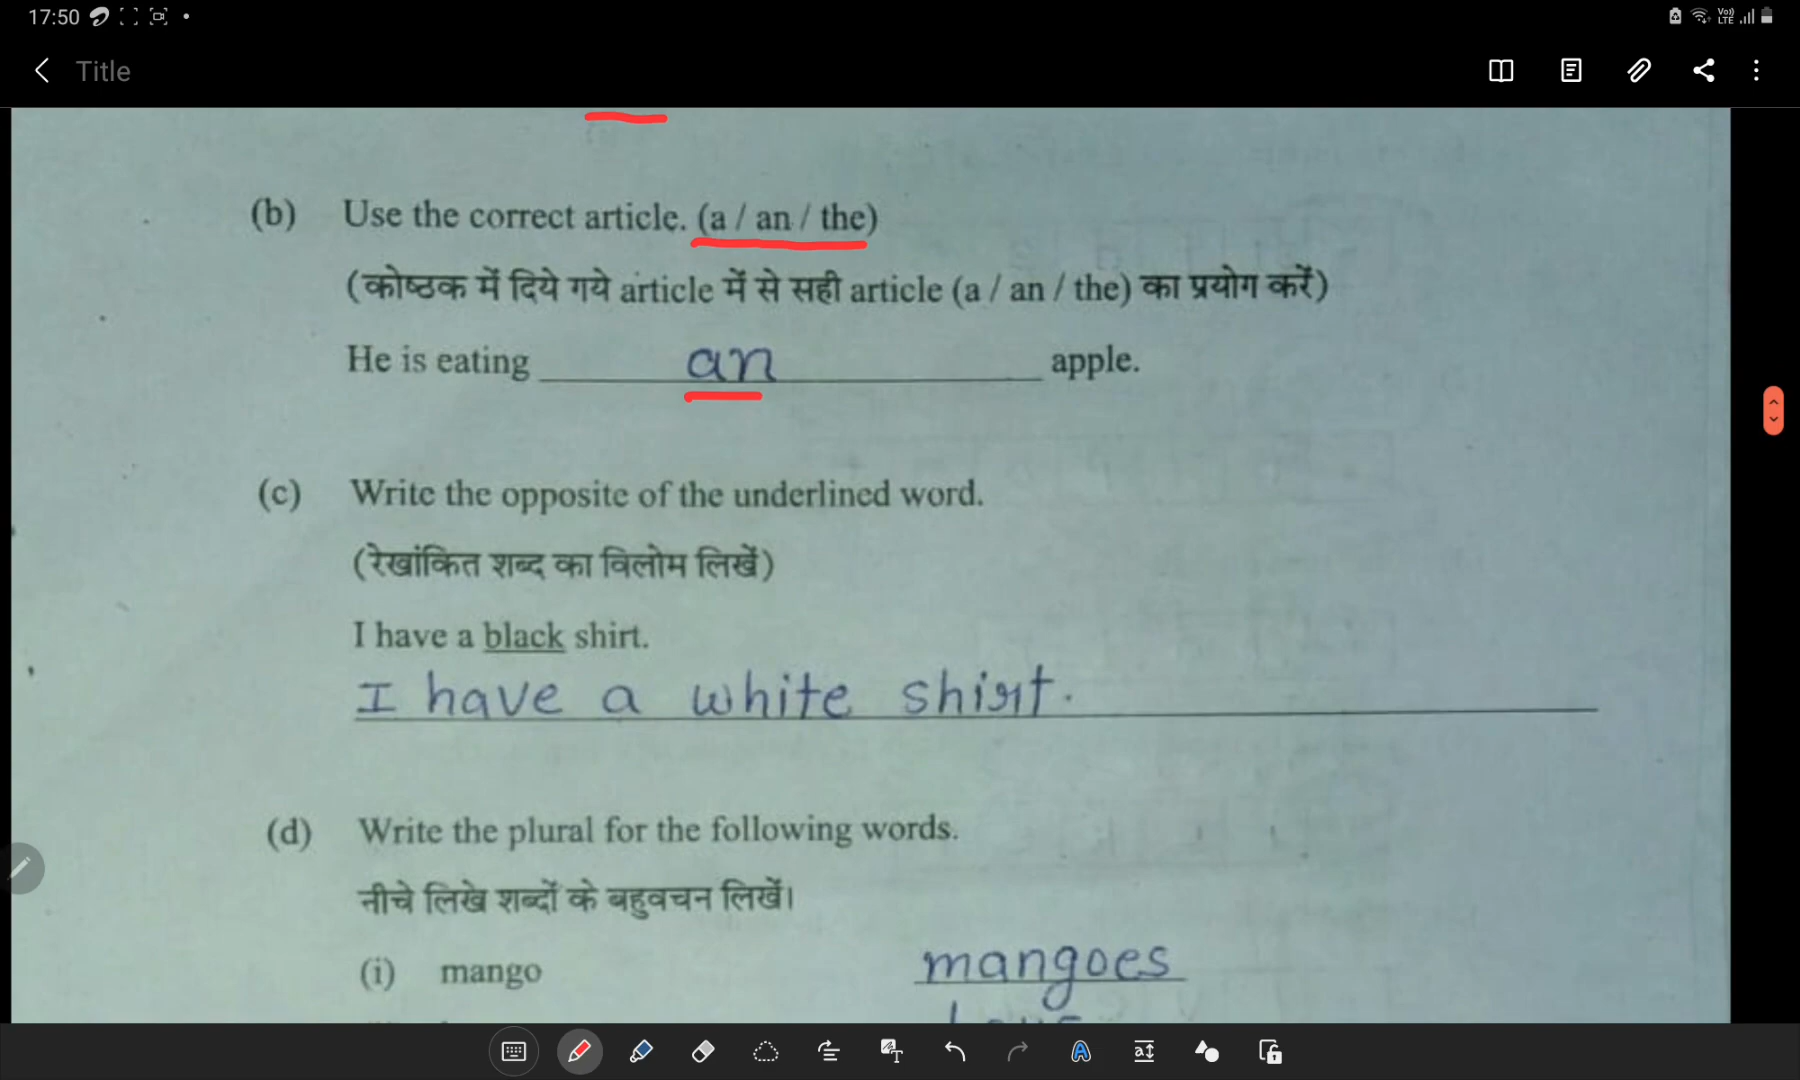 17:50
Title
(b) Use the correct article. (a / an / the)
(कोष्ठक में दिये गये article में से सही article (a / an / the) का प्रयोग करें)
He is eating an apple.
(c) Write the opposite of the underlined word.
(रेखांकित शब्द का विलोम लिखें)
I have a black shirt.
I have a white shirt.
(d) Write the plural for the following words.
नीचे लिखे शब्दों के बहुवचन लिखें।
(i) mango mangoes